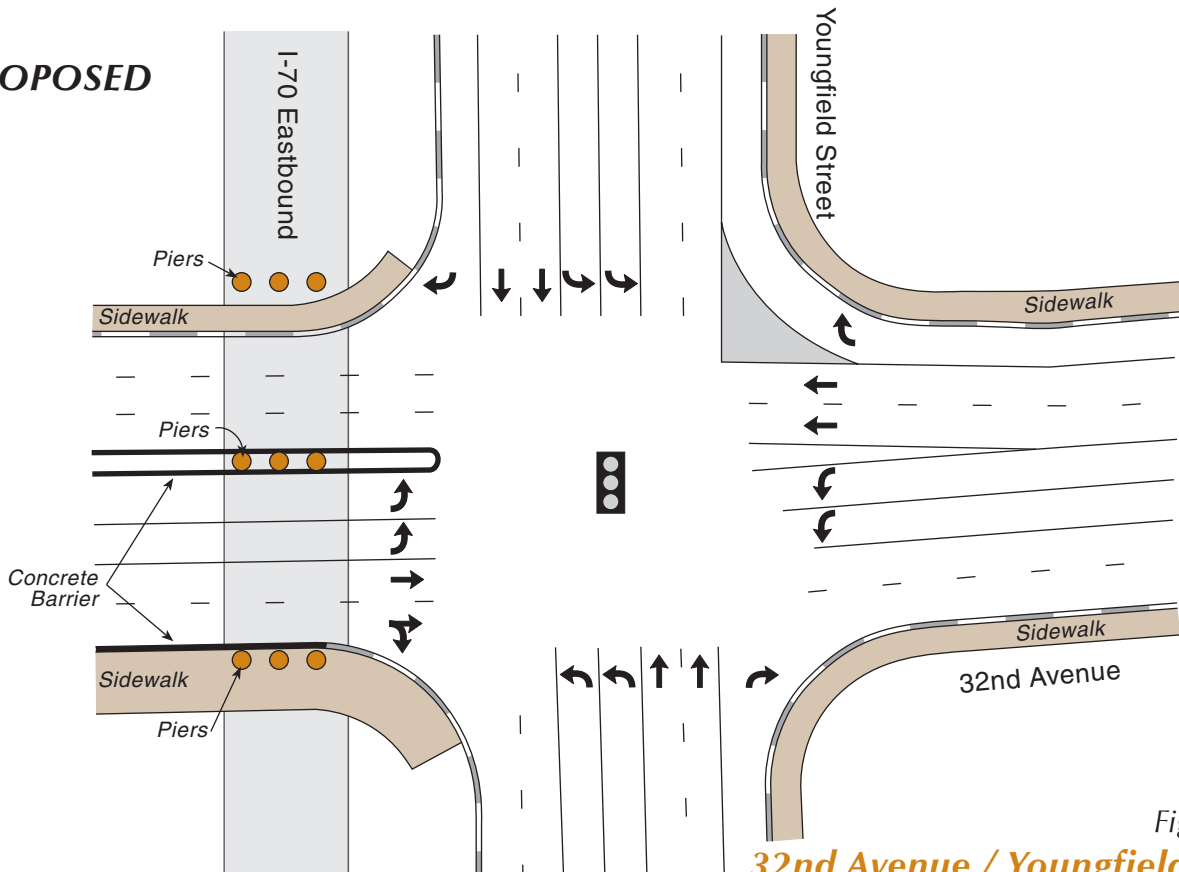 OPOSED
I-70 Eastbound
Youngfield Street
Piers
Sidewalk
Sidewalk
Piers
Concrete
Barrier
Sidewalk
Sidewalk
32nd Avenue
Piers
Fig
32nd Avenue / Youngfield